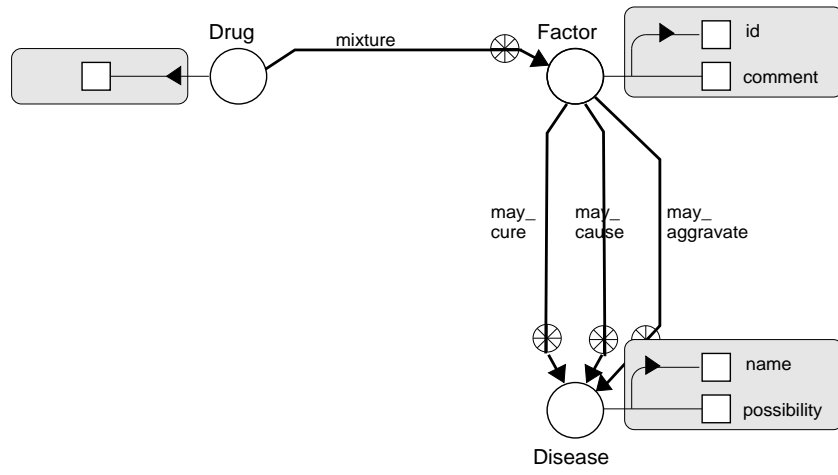 Drug
Factor
mixture
id
comment
may_
cure
may_
cause
may_
aggravate
name
possibility
Disease